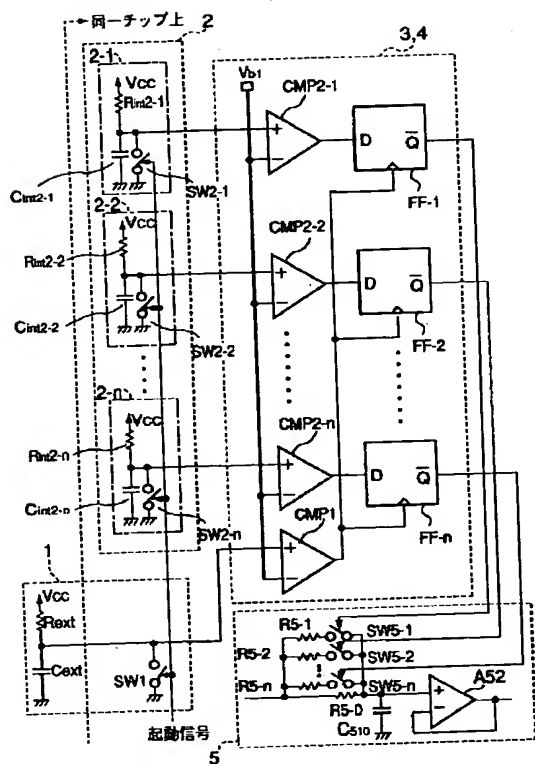 同一チップ上
2
3,4
2-1
Vcc
Rint2-1
Cint2-1
SW2-1
Vb1
CMP2-1
D
Q
FF-1
2-2
Vcc
Rint2-2
Cint2-2
SW2-2
CMP2-2
D
Q
FF-2
2-n
Vcc
Rint2-n
Cint2-n
SW2-n
CMP2-n
D
Q
FF-n
CMP1
1
Vcc
Rext
Cext
SW1
起動信号
R5-1
SW5-1
R5-2
SW5-2
R5-n
SW5-n
R5-0
C510
A52
5